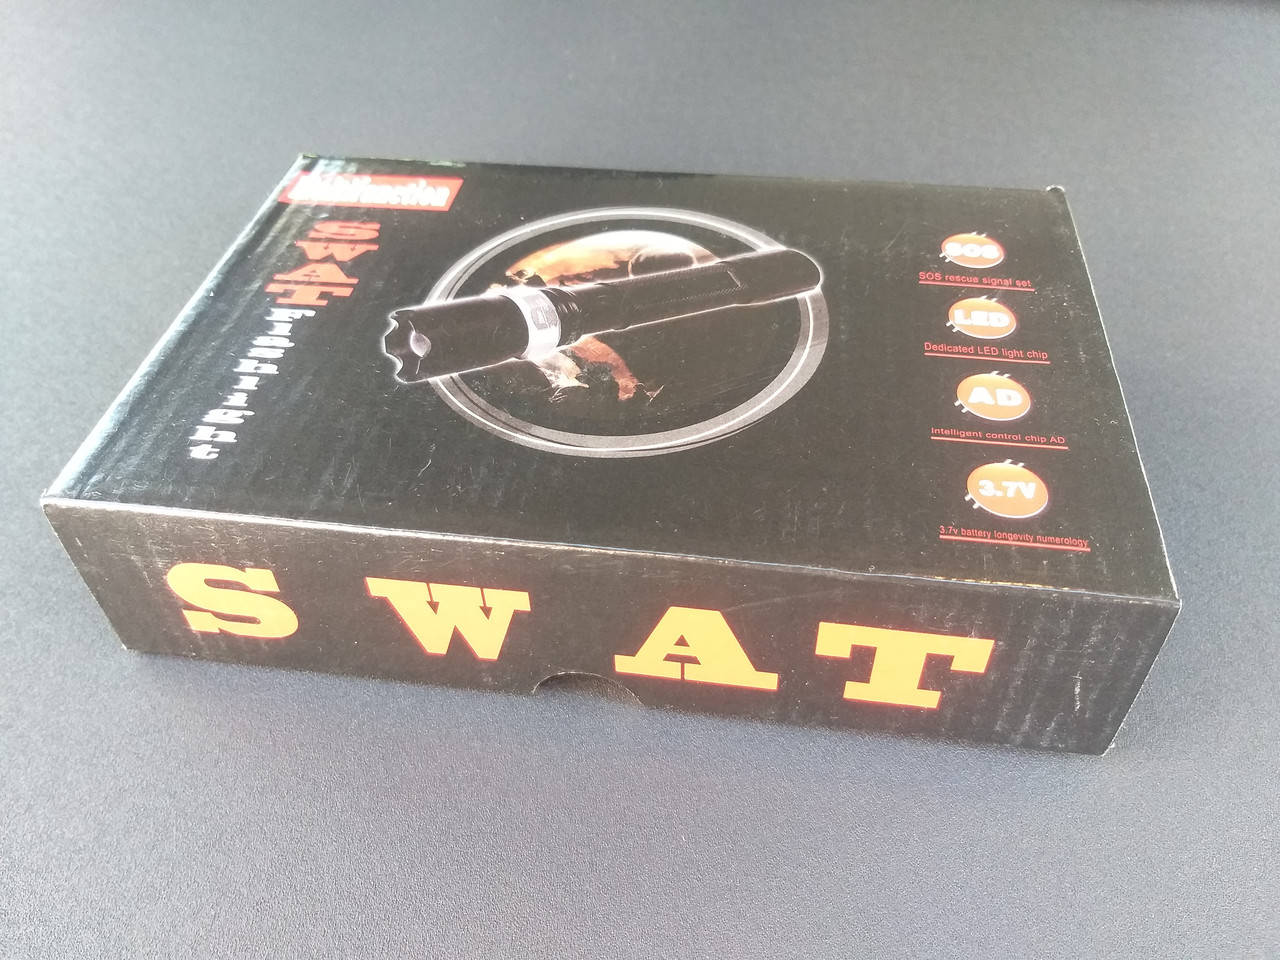 Multifunction
SWAT
Flashlight
SOS
SOS rescue signal set
LED
Dedicated LED light chip
AD
Intelligent control chip AD
3.7V
3.7v battery longevity numerology
SWAT